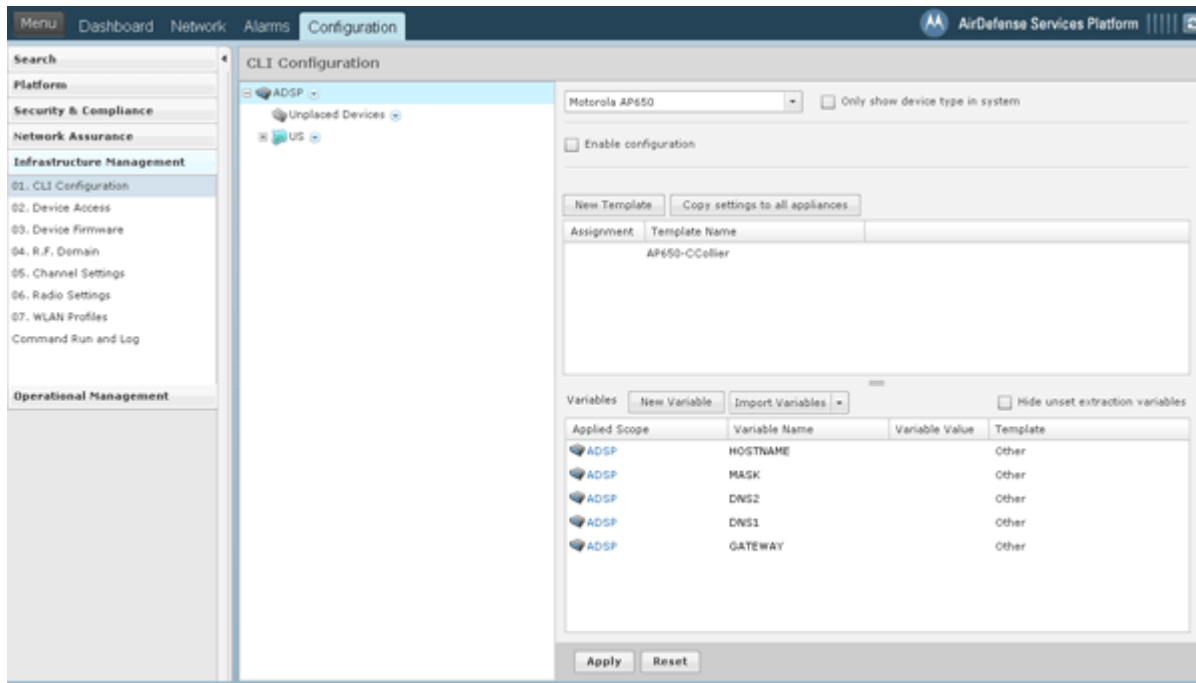 Menu Dashboard Network Alarms Configuration AirDefense Services Platform
Search
Platform
Security & Compliance
Network Assurance
Infrastructure Management
01. CLI Configuration
02. Device Access
03. Device Firmware
04. R.F. Domain
05. Channel Settings
06. Radio Settings
07. WLAN Profiles
Command Run and Log
Operational Management
CLI Configuration
ADSP
Unplaced Devices
US
Motorola AP650 Only show device type in system
Enable configuration
New Template Copy settings to all appliances
Assignment Template Name
AP650-CCollier
Variables New Variable Import Variables Hide unset extraction variables
Applied Scope Variable Name Variable Value Template
ADSP HOSTNAME Other
ADSP MASK Other
ADSP DNS2 Other
ADSP DNS1 Other
ADSP GATEWAY Other
Apply Reset